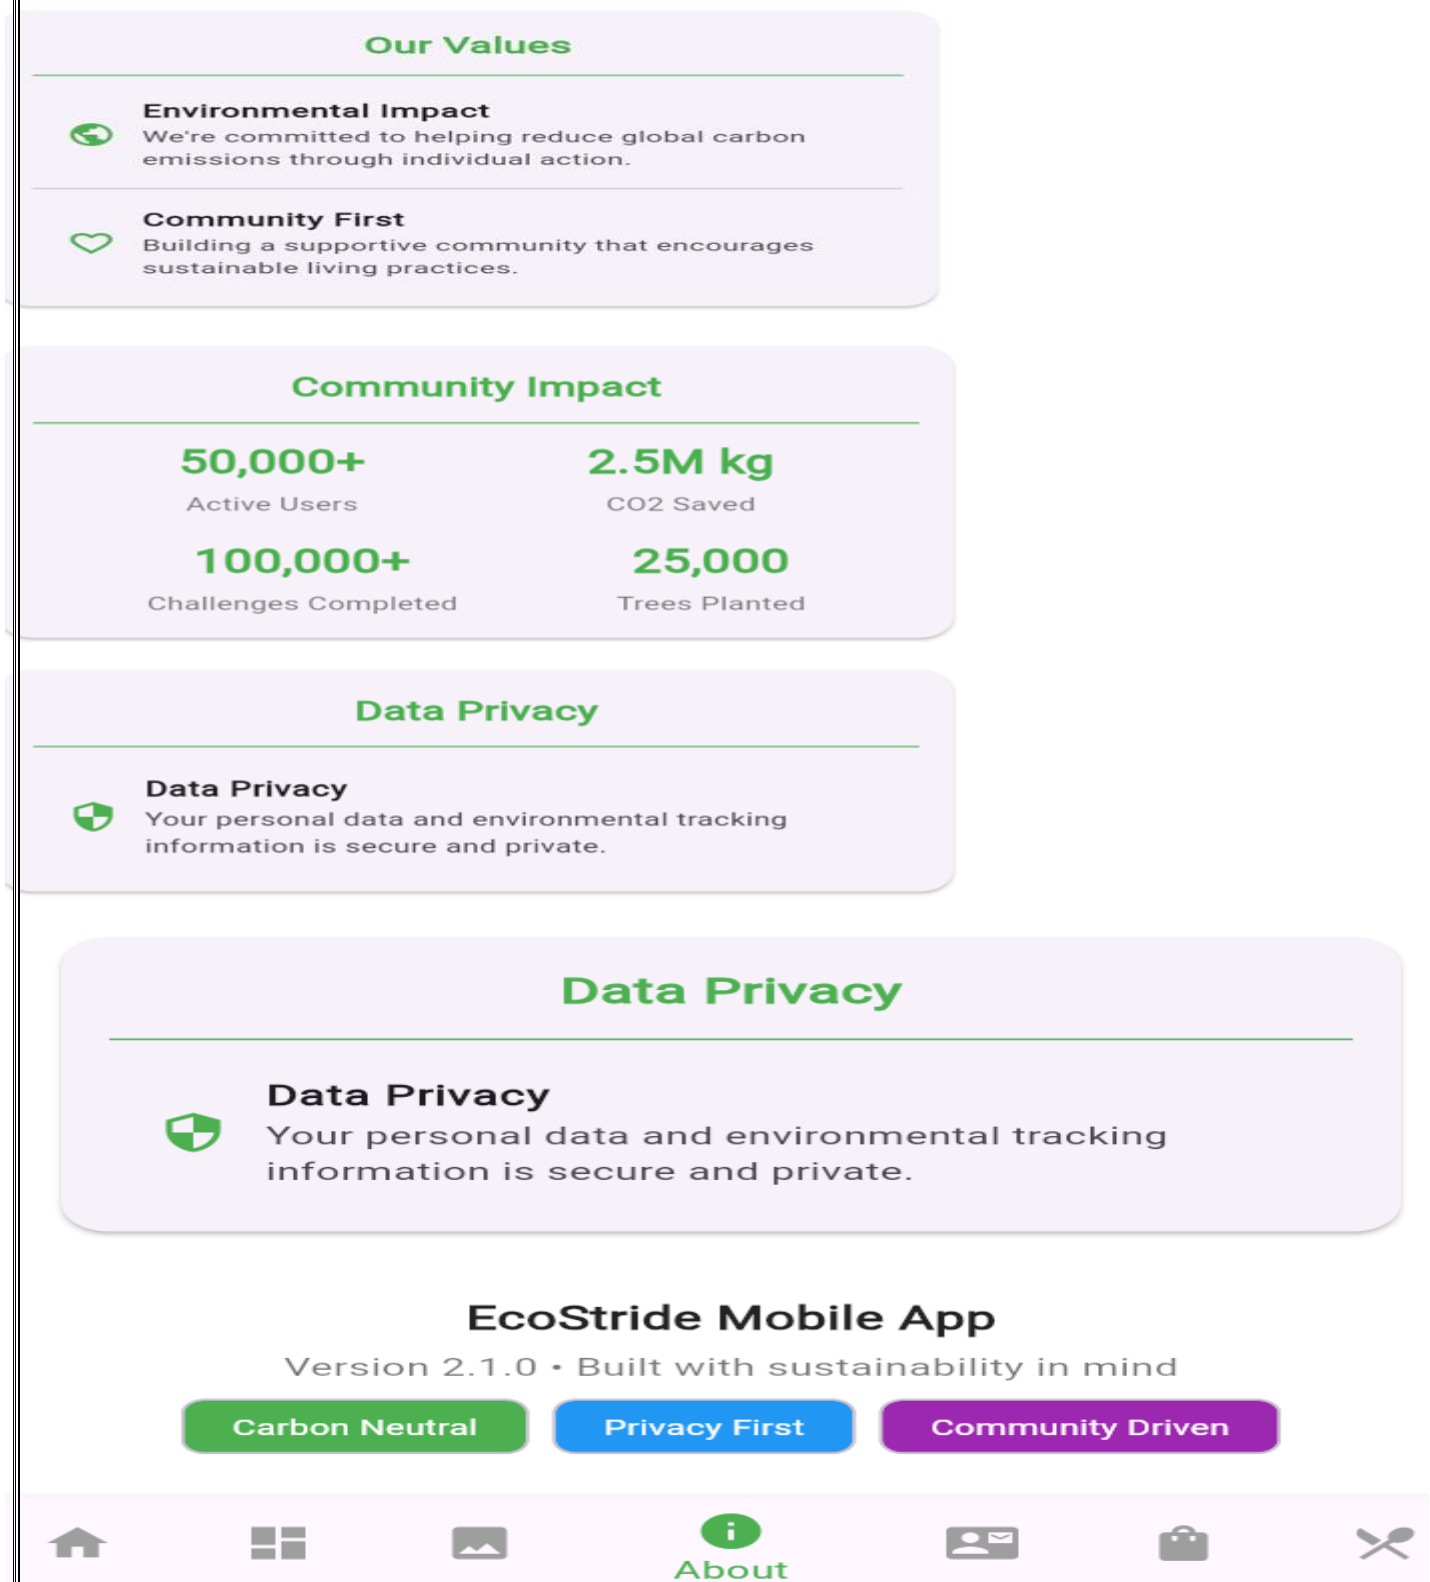 Our Values
Environmental Impact
We're committed to helping reduce global carbon
emissions through individual action.
Community First
Building a supportive community that encourages
sustainable living practices.
Community Impact
50,000+ 2.5M kg
Active Users CO2 Saved
100,000+ 25,000
Challenges Completed Trees Planted
Data Privacy
Data Privacy
Your personal data and environmental tracking
information is secure and private.
Data Privacy
Data Privacy
Your personal data and environmental tracking
information is secure and private.
EcoStride Mobile App
Version 2.1.0 • Built with sustainability in mind
Carbon Neutral Privacy First Community Driven
About